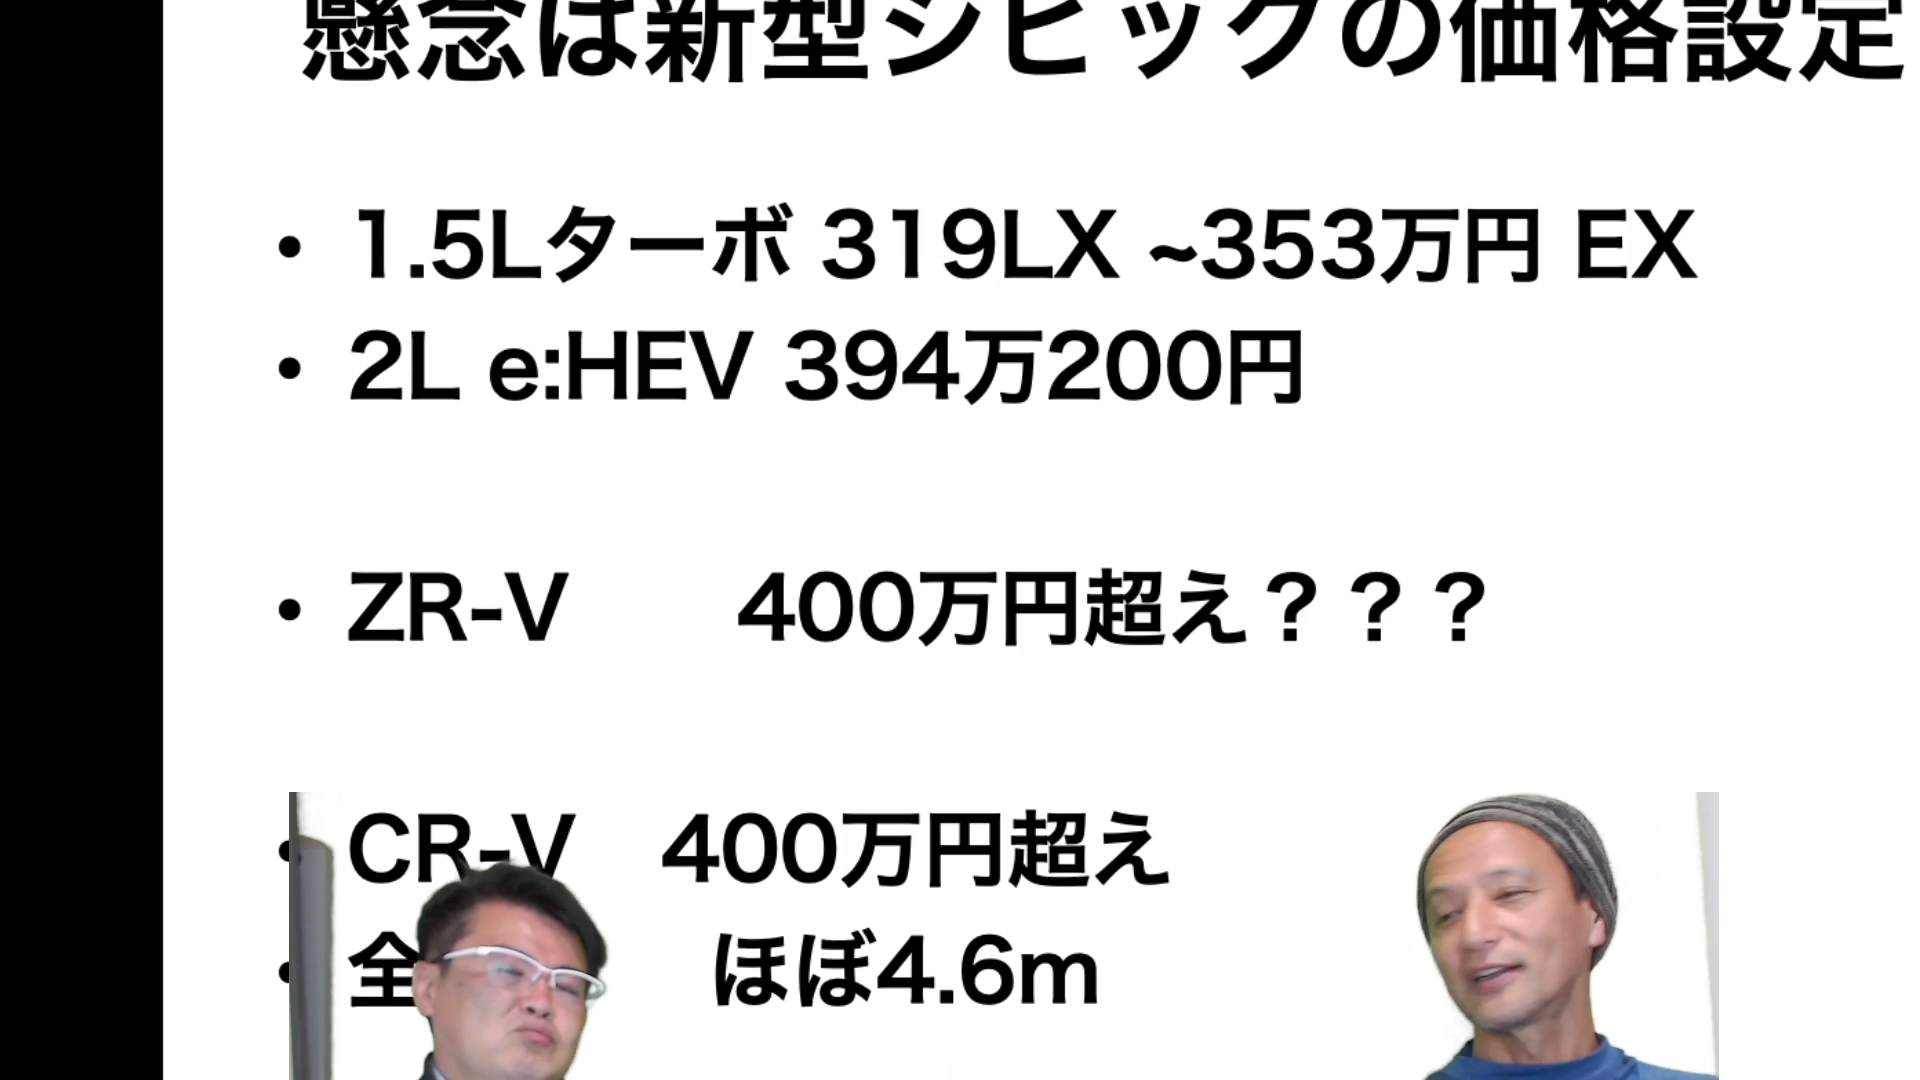 懸念は新型シビックの価格設定
• 1.5Lターボ 319LX ~353万円 EX
• 2L e:HEV 394万200円
• ZR-V 400万円超え？？？
• CR-V 400万円超え
• 全 ほぼ4.6m